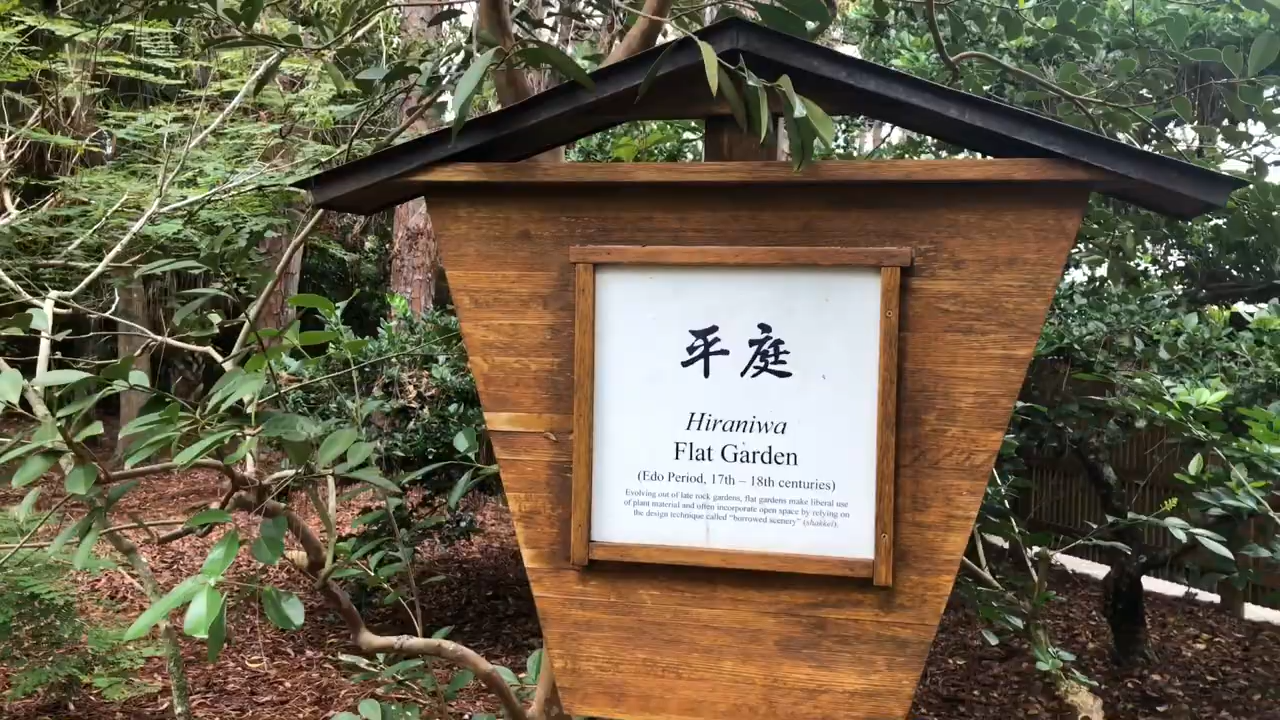 平庭
Hiraniwa
Flat Garden
(Edo Period, 17th – 18th centuries)
Evolving out of late rock gardens, flat gardens make liberal use
of plant material and often incorporate open space by relying on
the design technique called “borrowed scenery” (shakkei).